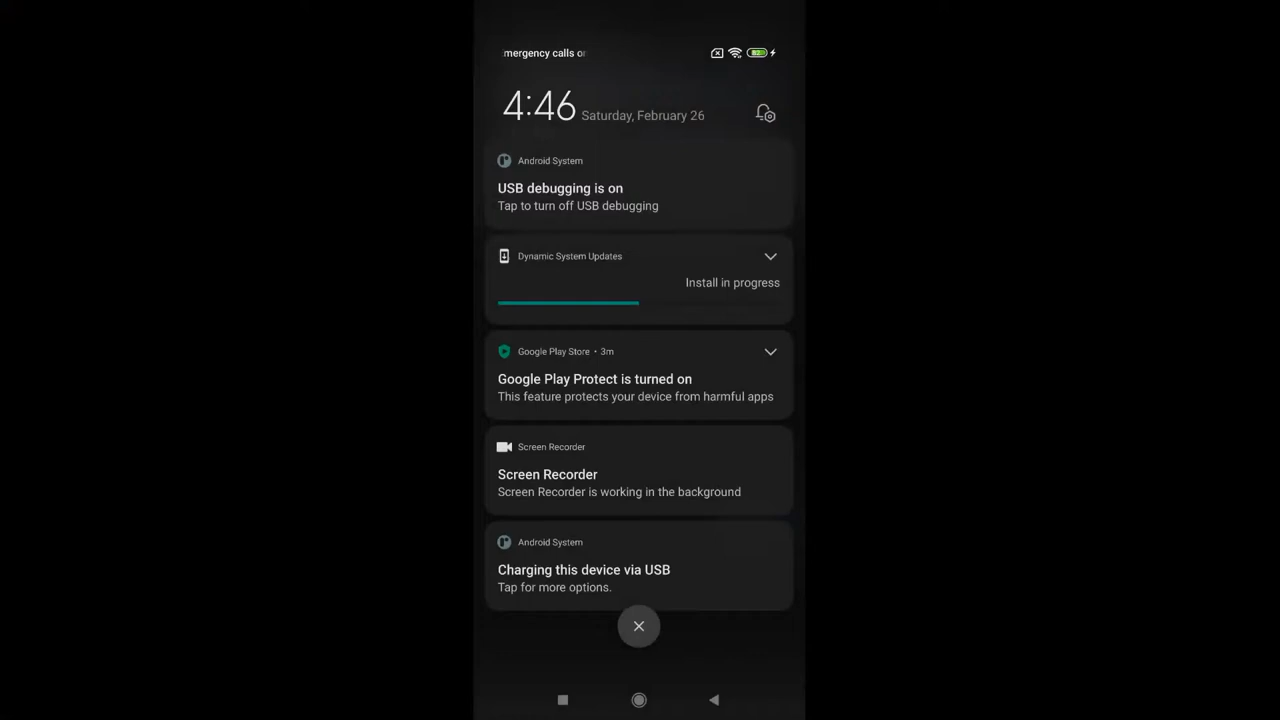 mergency calls or
4:46 Saturday, February 26
Android System
USB debugging is on
Tap to turn off USB debugging
Dynamic System Updates
Install in progress
Google Play Store • 3m
Google Play Protect is turned on
This feature protects your device from harmful apps
Screen Recorder
Screen Recorder
Screen Recorder is working in the background
Android System
Charging this device via USB
Tap for more options.